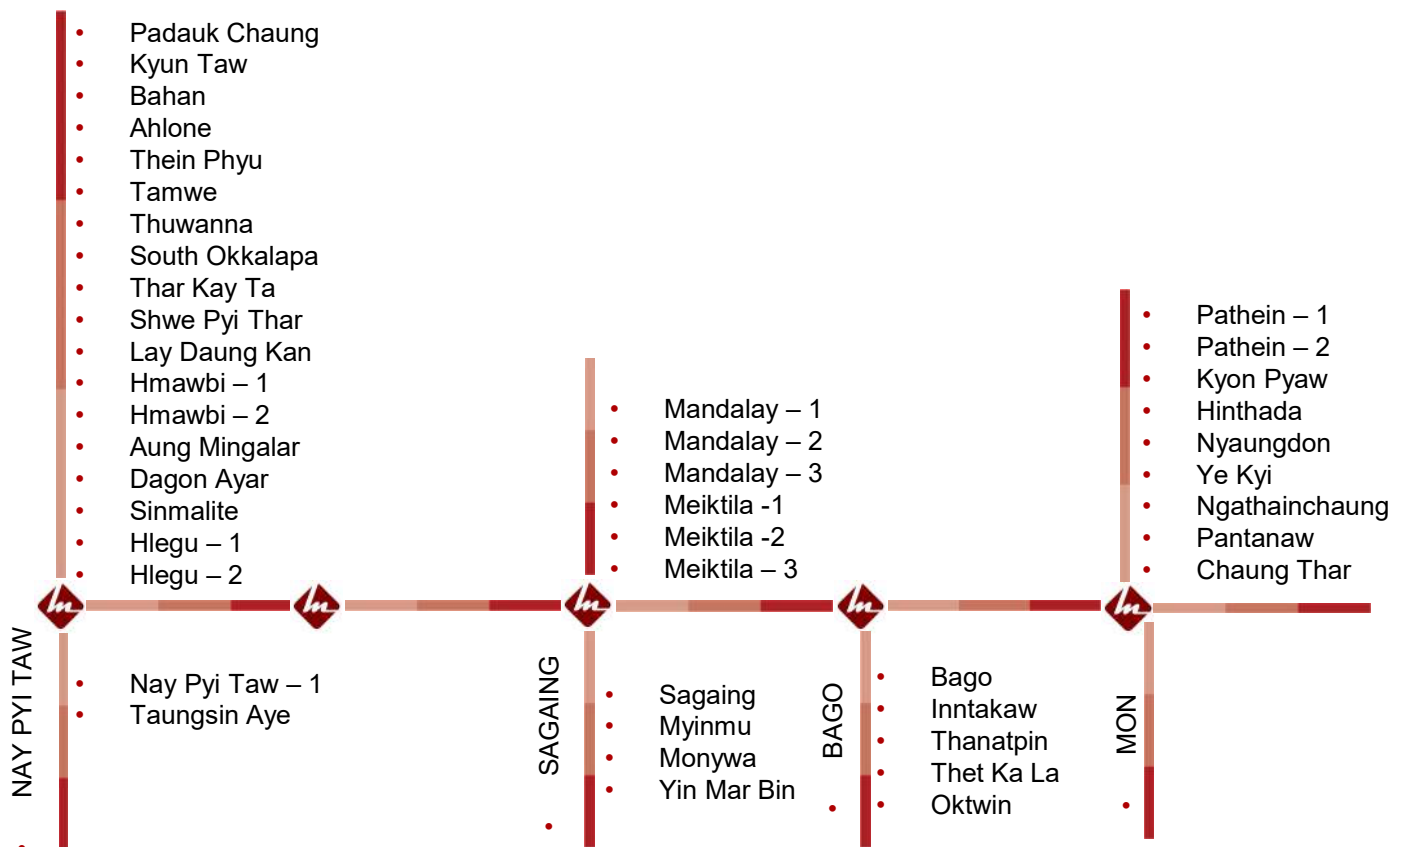 Padauk Chaung
Kyun Taw
Bahan
Ahlone
Thein Phyu
Tamwe
Thuwanna
South Okkalapa
Thar Kay Ta
Shwe Pyi Thar
Lay Daung Kan
Hmawbi – 1
Hmawbi – 2
Aung Mingalar
Dagon Ayar
Sinmalite
Hlegu – 1
Hlegu – 2
Mandalay – 1
Mandalay – 2
Mandalay – 3
Meiktila -1
Meiktila -2
Meiktila – 3
Pathein – 1
Pathein – 2
Kyon Pyaw
Hinthada
Nyaungdon
Ye Kyi
Ngathainchaung
Pantanaw
Chaung Thar
NAY PYI TAW
Nay Pyi Taw – 1
Taungsin Aye
SAGAING
Sagaing
Myinmu
Monywa
Yin Mar Bin
BAGO
Bago
Inntakaw
Thanatpin
Thet Ka La
Oktwin
MON